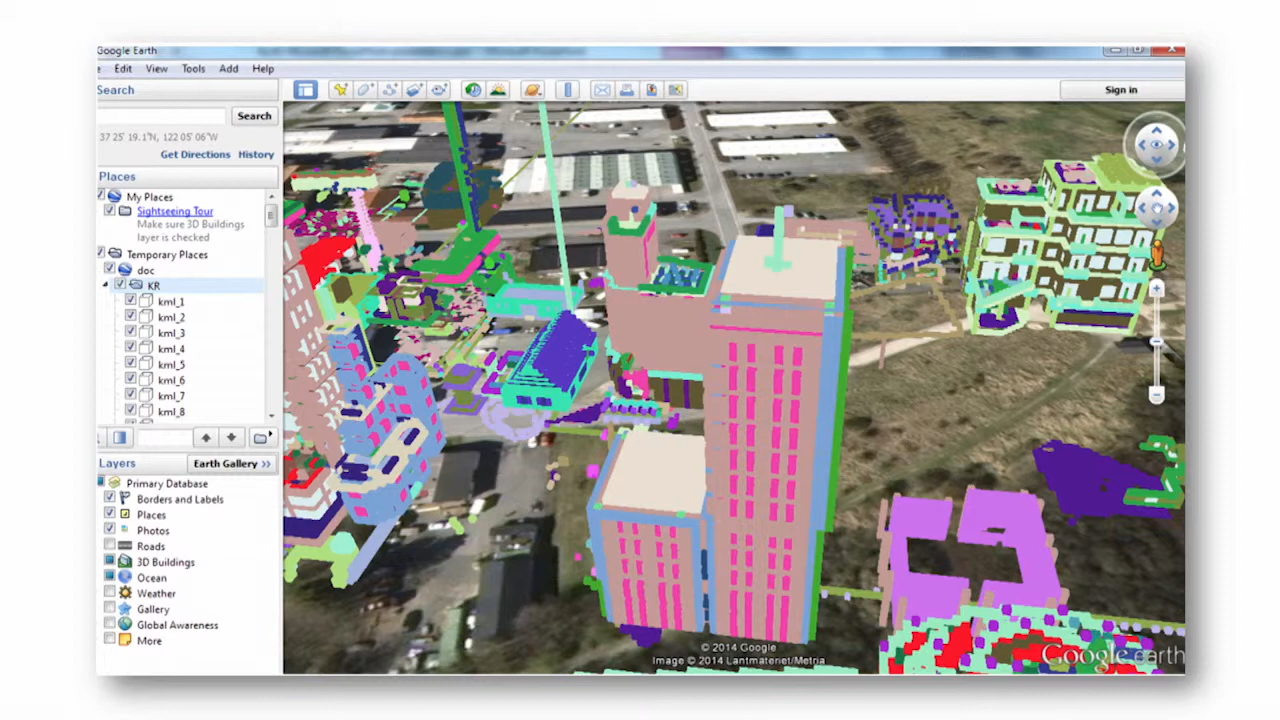 Google Earth
Edit View Tools Add Help
Search
Sign in
Search
37 25' 19.1"N, 122 05' 06"W
Get Directions History
Places
My Places
Sightseeing Tour
Make sure 3D Buildings
layer is checked
Temporary Places
doc
KR
kml_1
kml_2
kml_3
kml_4
kml_5
kml_6
kml_7
kml_8
Layers
Earth Gallery >>
Primary Database
Borders and Labels
Places
Photos
Roads
3D Buildings
Ocean
Weather
Gallery
Global Awareness
More
© 2014 Google
Image © 2014 Lantmateriet/Metria
Google earth